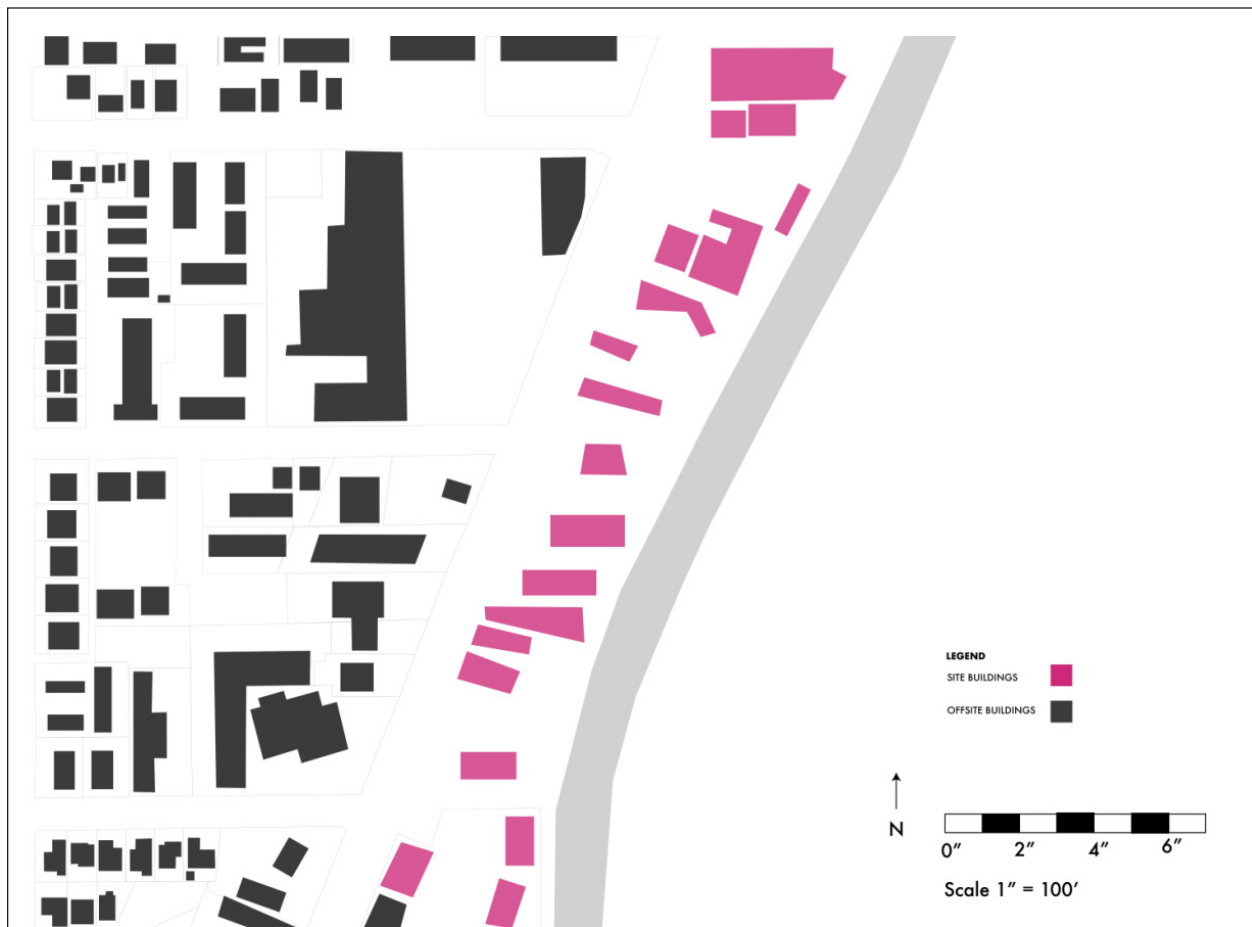 LEGEND
SITE BUILDINGS
OFFSITE BUILDINGS
N
0” 2” 4” 6”
Scale 1” = 100’